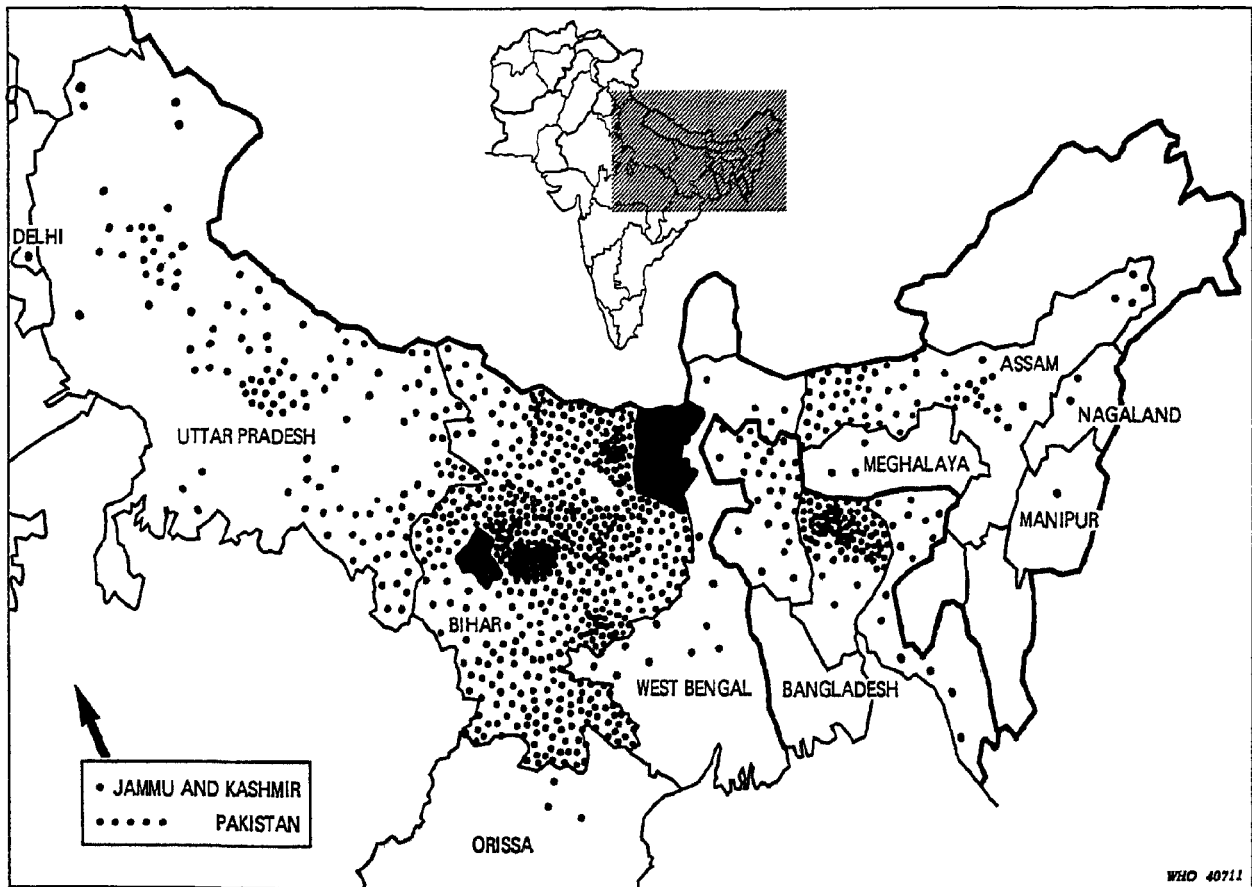 DELHI
ASSAM
UTTAR PRADESH
NAGALAND
MEGHALAYA
MANIPUR
BIHAR
WEST BENGAL
BANGLADESH
• JAMMU AND KASHMIR
••••• PAKISTAN
ORISSA
WHO 40711